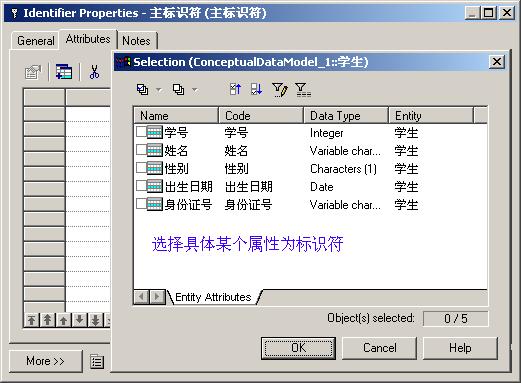 Identifier Properties - 主标识符 (主标识符)
General Attributes Notes
Selection (ConceptualDataModel_1::学生)
Name Code Data Type Entity
学号 学号 Integer 学生
姓名 姓名 Variable char... 学生
性别 性别 Characters (1) 学生
出生日期 出生日期 Date 学生
身份证号 身份证号 Variable char... 学生
选择具体某个属性为标识符
Entity Attributes
Object(s) selected: 0 / 5
OK Cancel Help
More >>